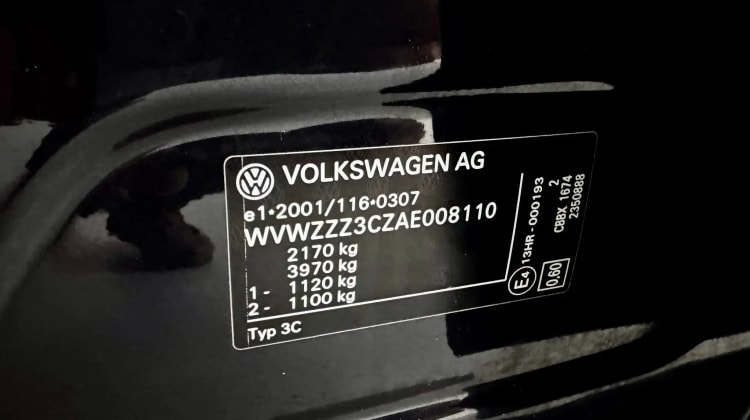 VOLKSWAGEN AG
e1*2001/116*0307
WVWZZZ3CZAE008110
2170 kg
3970 kg
1 - 1120 kg
2 - 1100 kg
Typ 3C
E4
13HR - 000193
2
CBBX 1674
2350888
0.60